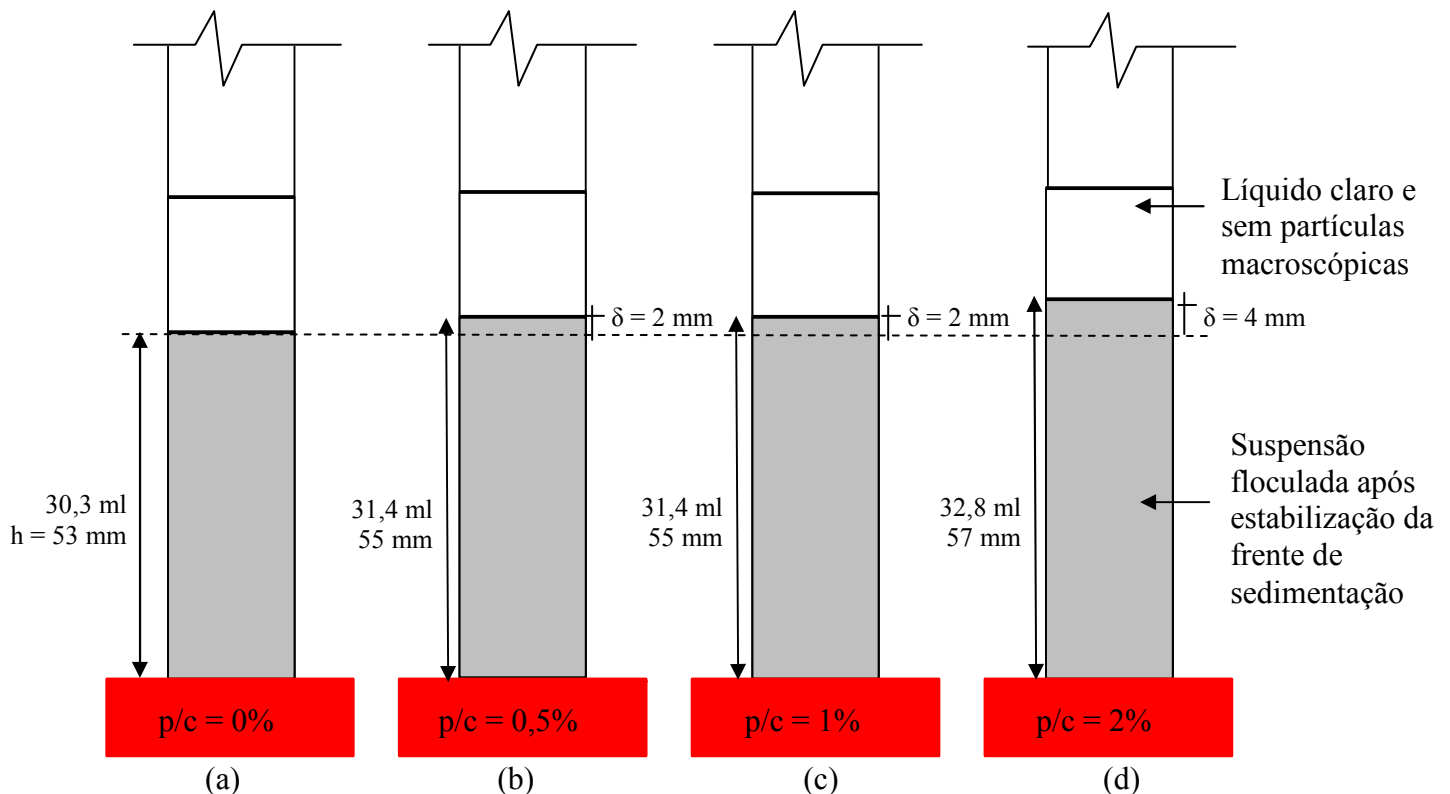 Líquido claro e
sem partículas
macroscópicas
δ = 2 mm
δ = 2 mm
δ = 4 mm
30,3 ml
h = 53 mm
31,4 ml
55 mm
31,4 ml
55 mm
32,8 ml
57 mm
Suspensão
floculada após
estabilização da
frente de
sedimentação
p/c = 0%
p/c = 0,5%
p/c = 1%
p/c = 2%
(a)
(b)
(c)
(d)